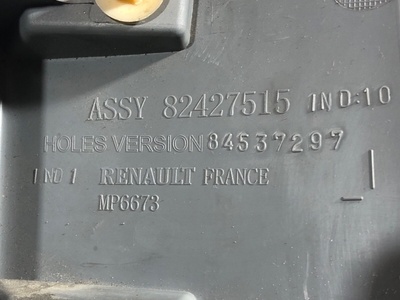 ASSY 82427515 IND:10
HOLES VERSION 84537297
IND 1 RENAULT FRANCE
MP6673